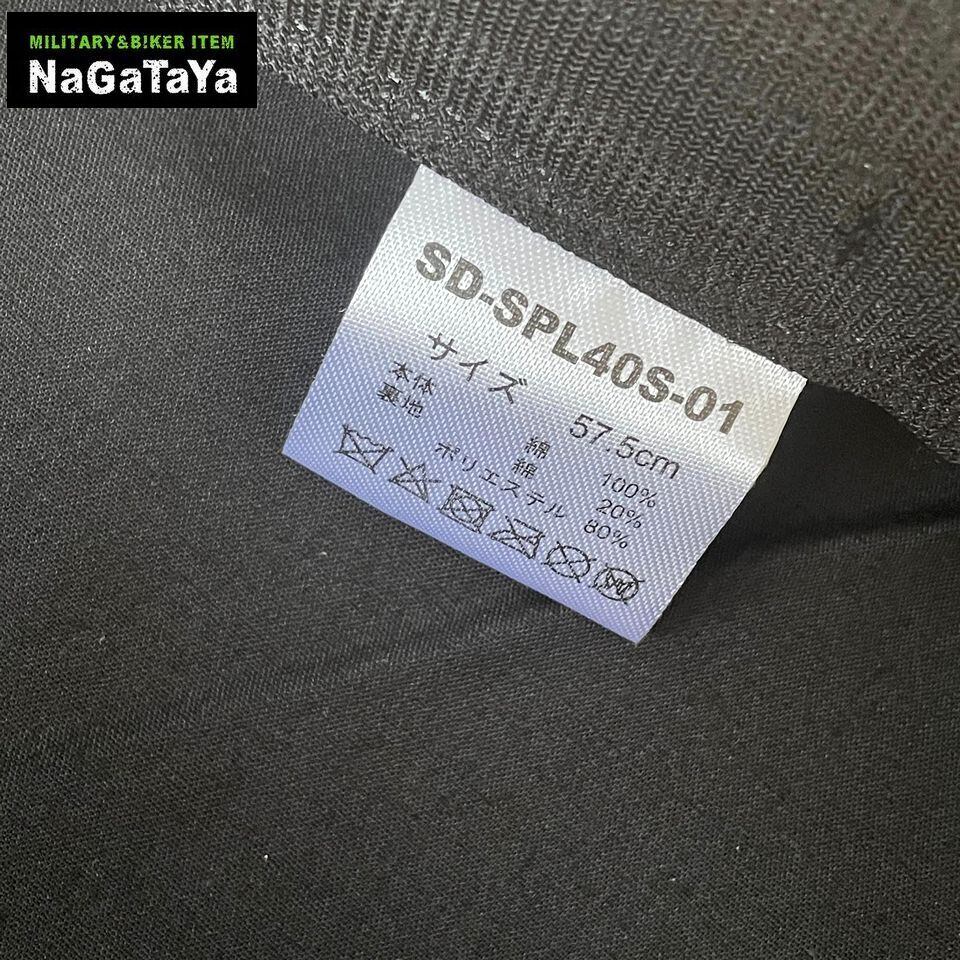 MILITARY&B!KER ITEM
NaGaTaYa
SD-SPL40S-01
サイズ 57.5cm
本体 綿 100%
裏地 綿 20%
ポリエステル 80%